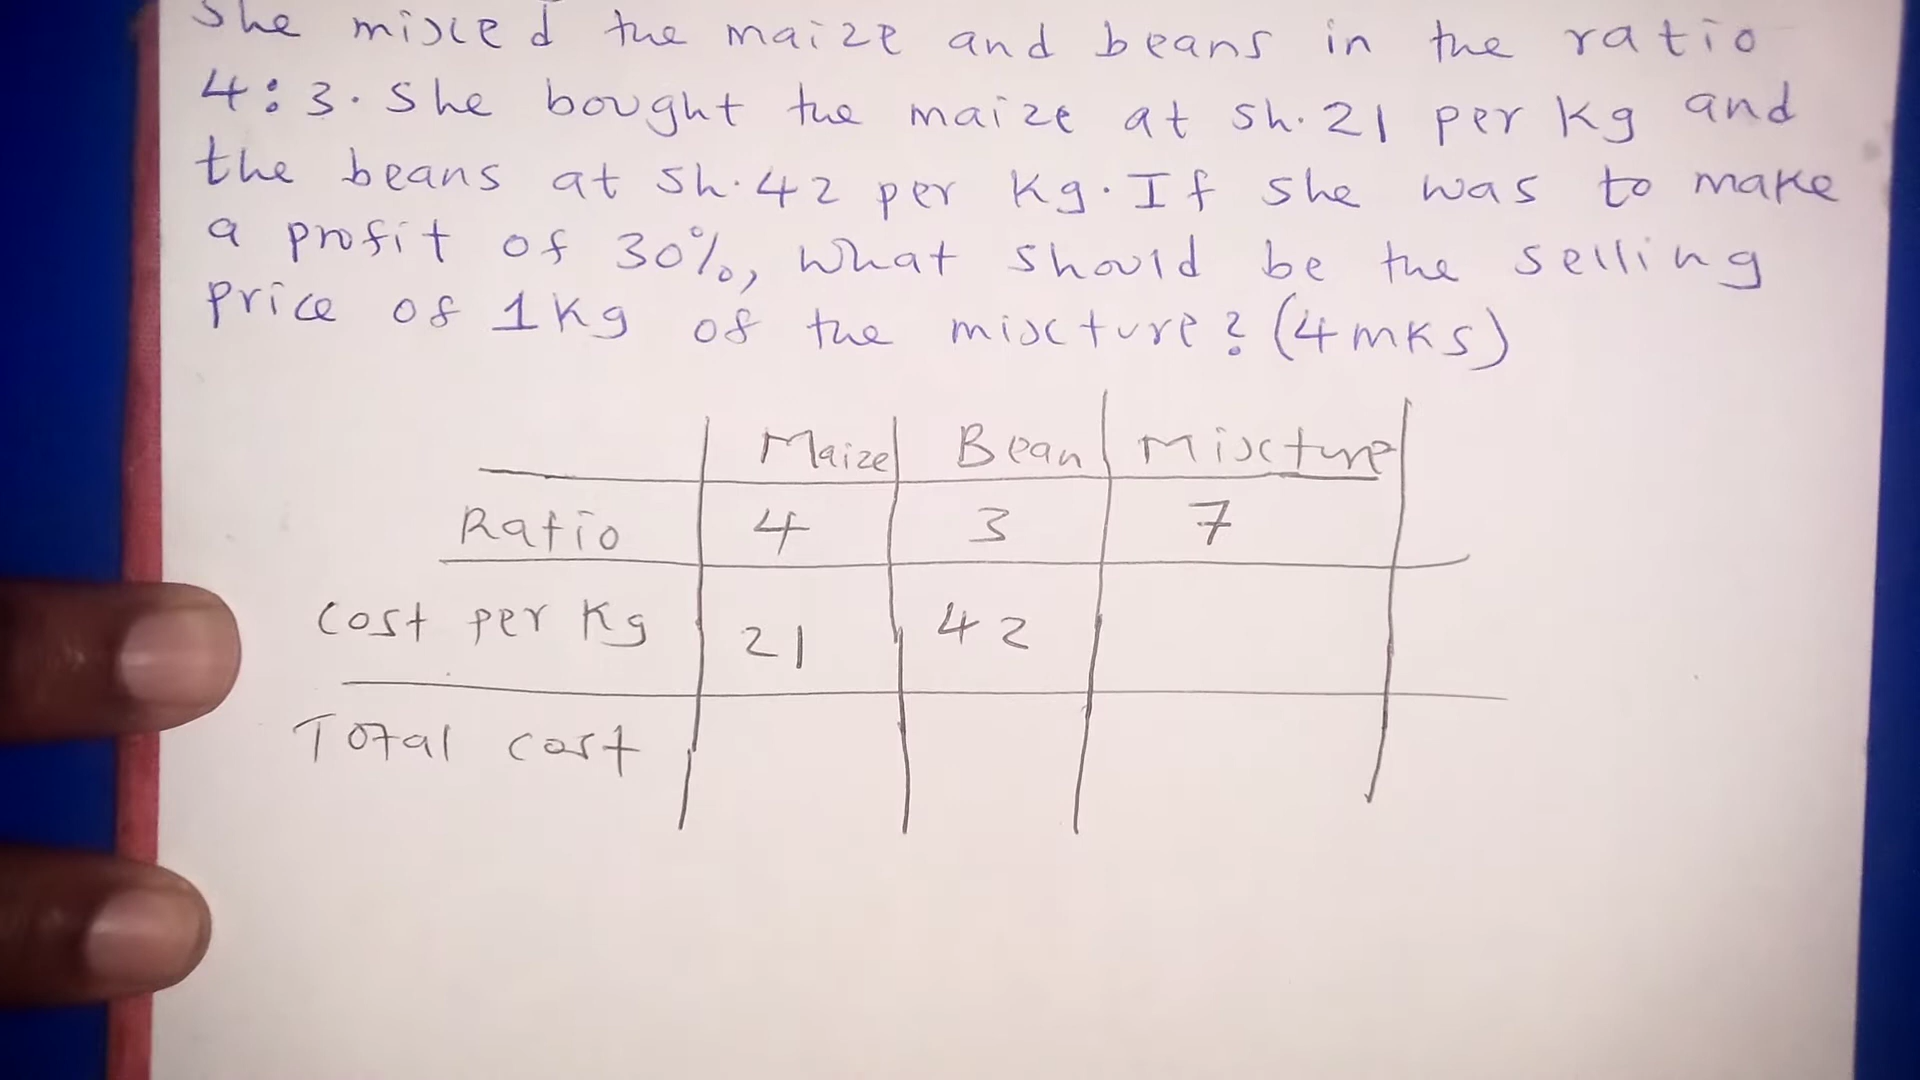 She mixed the maize and beans in the ratio
4:3. She bought the maize at sh.21 per Kg and
the beans at sh.42 per Kg. If she was to make
a profit of 30%, what should be the selling
price of 1Kg of the mixture? (4mks)
Maize Bean Mixture
Ratio 4 3 7
Cost per Kg 21 42
Total cost